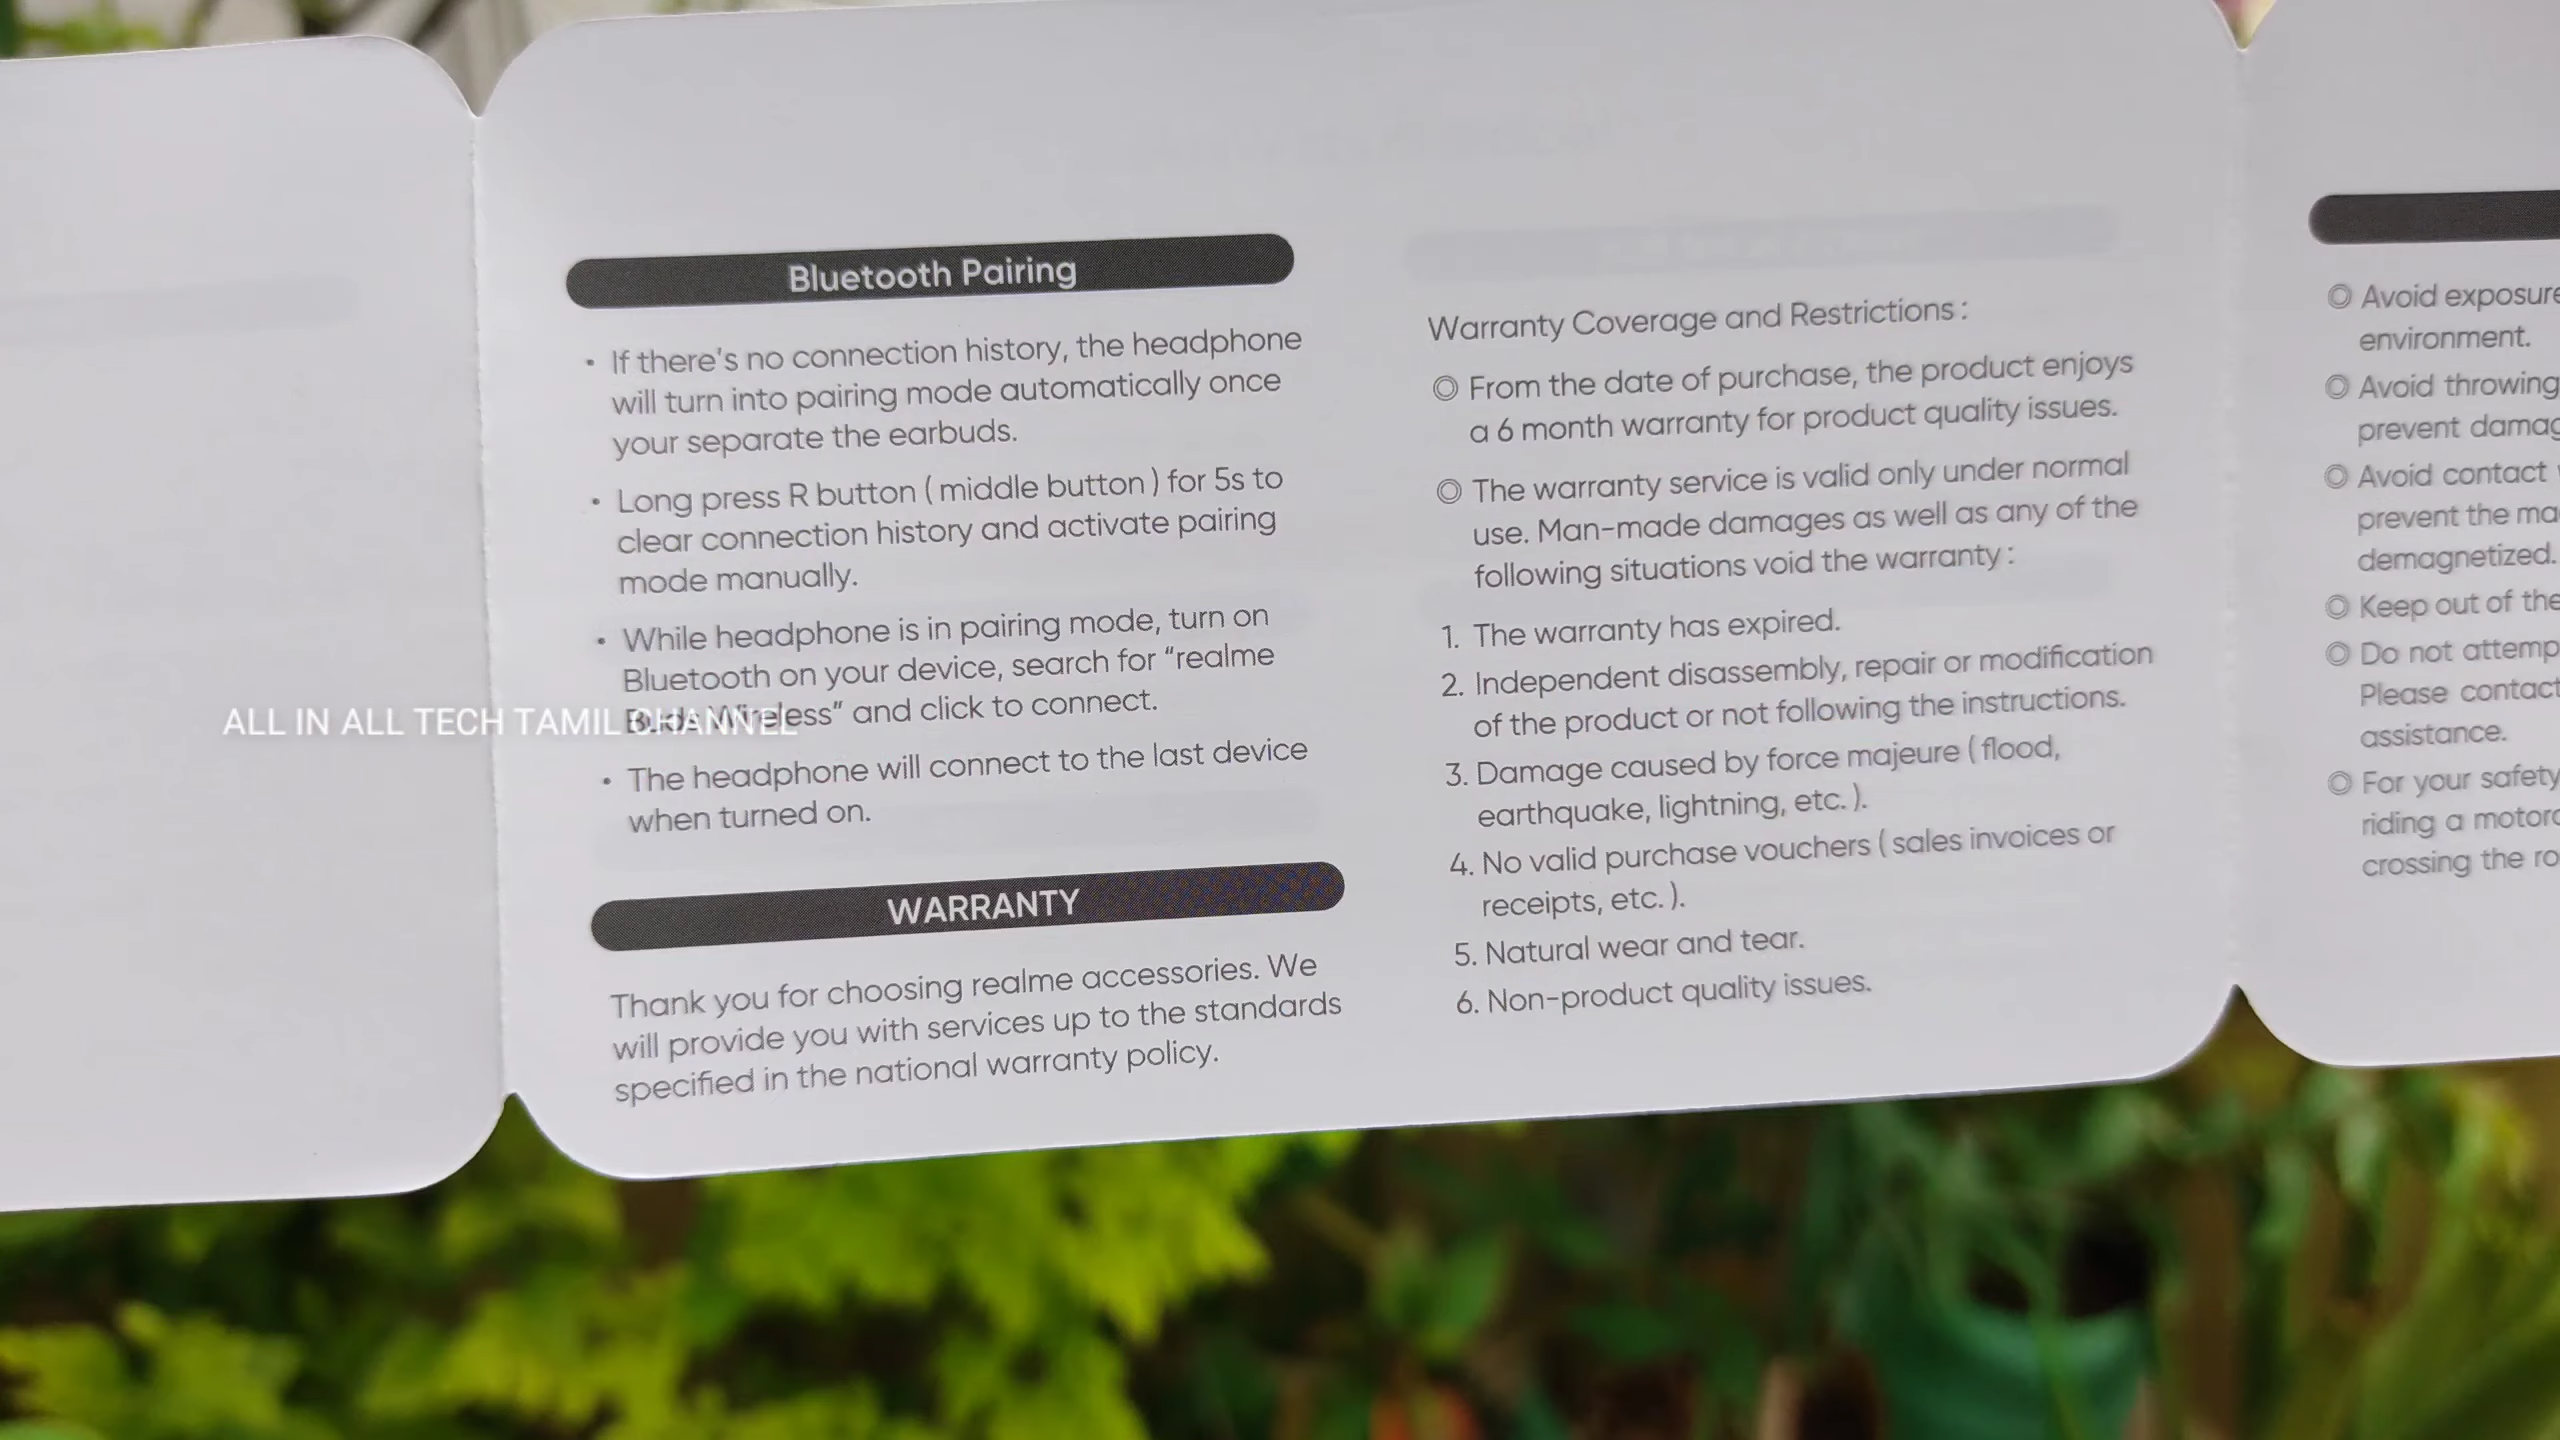 Bluetooth Pairing
• If there's no connection history, the headphone
will turn into pairing mode automatically once
your separate the earbuds.
• Long press R button ( middle button ) for 5s to
clear connection history and activate pairing
mode manually.
• While headphone is in pairing mode, turn on
Bluetooth on your device, search for "realme
Buds Wireless" and click to connect.
• The headphone will connect to the last device
when turned on.
WARRANTY
Thank you for choosing realme accessories. We
will provide you with services up to the standards
specified in the national warranty policy.
Warranty Coverage and Restrictions :
◎ From the date of purchase, the product enjoys
a 6 month warranty for product quality issues.
◎ The warranty service is valid only under normal
use. Man-made damages as well as any of the
following situations void the warranty :
1. The warranty has expired.
2. Independent disassembly, repair or modification
of the product or not following the instructions.
3. Damage caused by force majeure ( flood,
earthquake, lightning, etc. ).
4. No valid purchase vouchers ( sales invoices or
receipts, etc. ).
5. Natural wear and tear.
6. Non-product quality issues.
◎ Avoid exposure
environment.
◎ Avoid throwing
prevent
◎ Avoid contact
prevent the
demagnetized.
◎ Keep out of the
◎ Do not
Please contact
assistance.
◎ For your safety
riding a
crossing the
ALL IN ALL TECH TAMIL CHANNEL